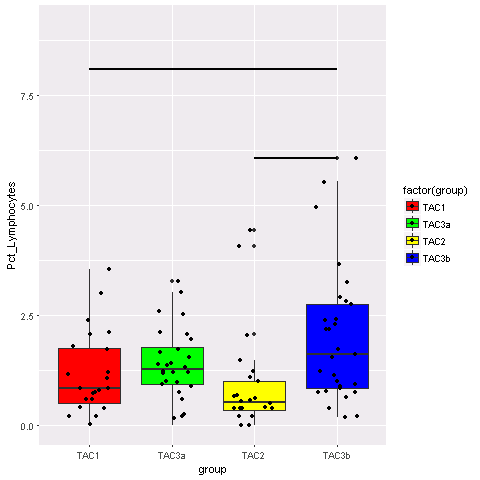 7.5
5.0
2.5
0.0
Pct_Lymphocytes
TAC1
TAC3a
TAC2
TAC3b
group
factor(group)
TAC1
TAC3a
TAC2
TAC3b